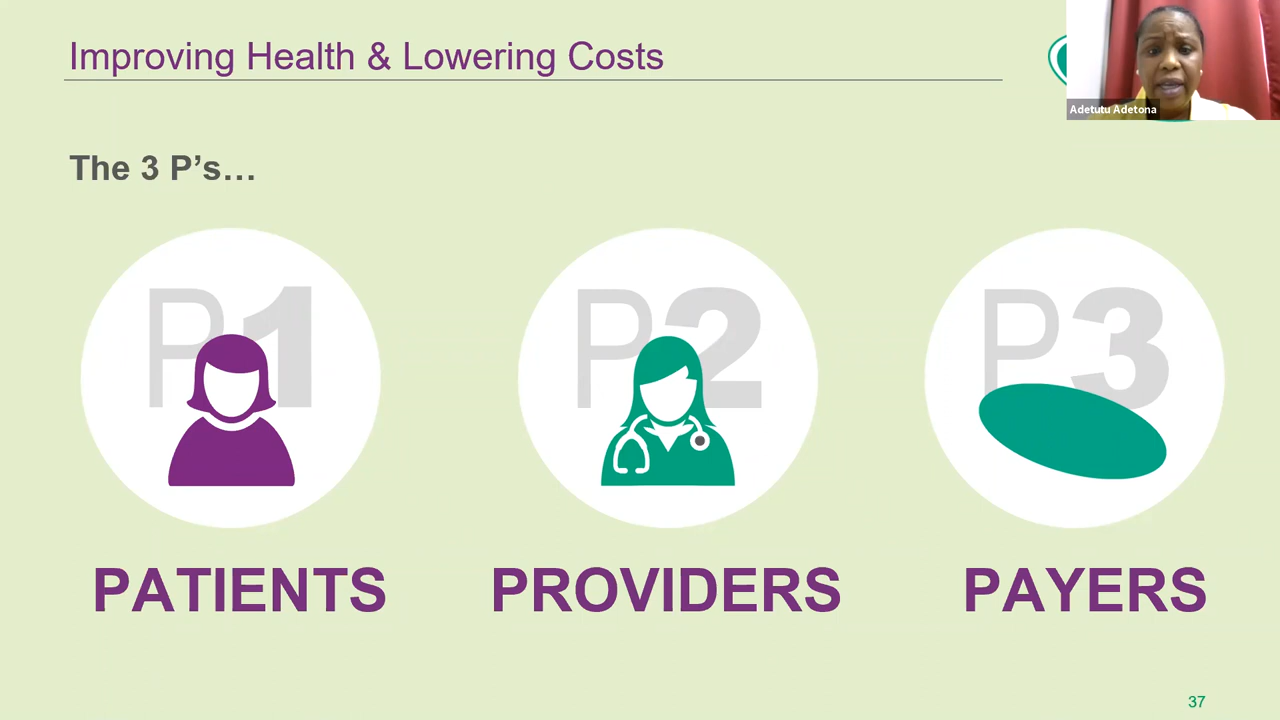 Improving Health & Lowering Costs
Adetutu Adetona
The 3 P’s…
P1
P2
P3
PATIENTS
PROVIDERS
PAYERS
37